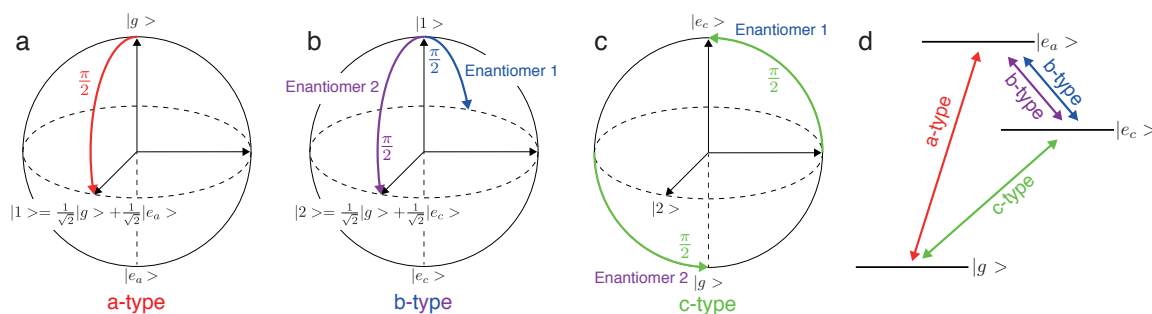 a
|g >
π/2
|1 >= 1/√2 |g > + 1/√2 |e_a >
|e_a >
a-type
b
|1 >
π/2
Enantiomer 1
Enantiomer 2
π/2
|2 >= 1/√2 |g > + 1/√2 |e_c >
|e_c >
b-type
c
|e_c >
Enantiomer 1
π/2
|2 >
π/2
Enantiomer 2
|g >
c-type
d
|e_a >
b-type
b-type
a-type
|e_c >
c-type
|g >